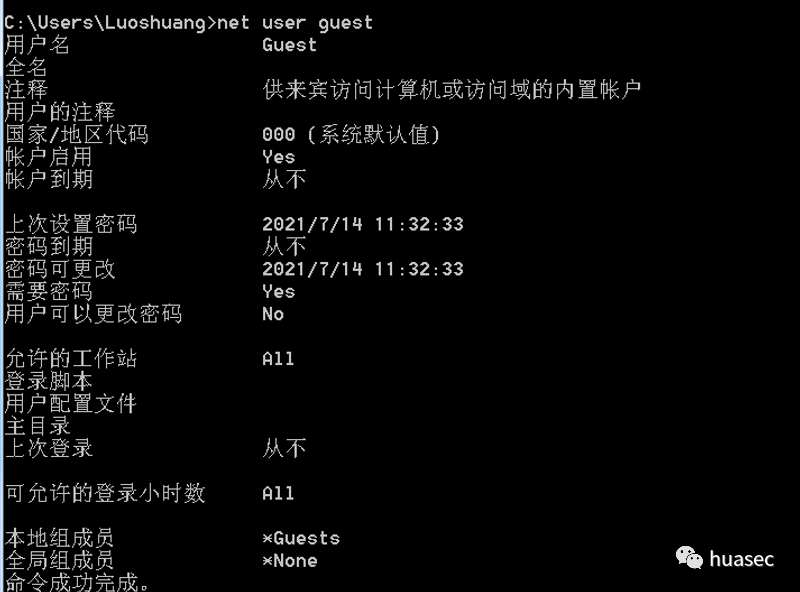 C:\Users\Luoshuang>net user guest
用户名 Guest
全名
注释 供来宾访问计算机或访问域的内置帐户
用户的注释
国家/地区代码 000 (系统默认值)
帐户启用 Yes
帐户到期 从不
上次设置密码 2021/7/14 11:32:33
密码到期 从不
密码可更改 2021/7/14 11:32:33
需要密码 Yes
用户可以更改密码 No
允许的工作站 All
登录脚本
用户配置文件
主目录
上次登录 从不
可允许的登录小时数 All
本地组成员 *Guests
全局组成员 *None
命令成功完成。
huasec